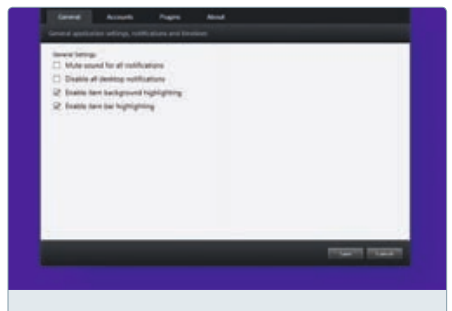 General Accounts Plugins About
General application settings, notifications and timelines
General Settings
Mute sound for all notifications
Disable all desktop notifications
Enable item background highlighting
Enable item bar highlighting
Save Cancel